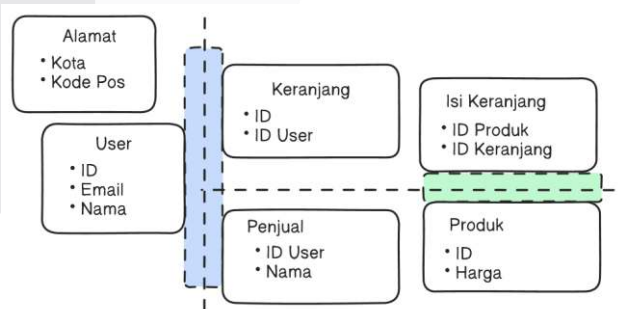 Alamat
• Kota
• Kode Pos
User
• ID
• Email
• Nama
Keranjang
• ID
• ID User
Isi Keranjang
• ID Produk
• ID Keranjang
Penjual
• ID User
• Nama
Produk
• ID
• Harga